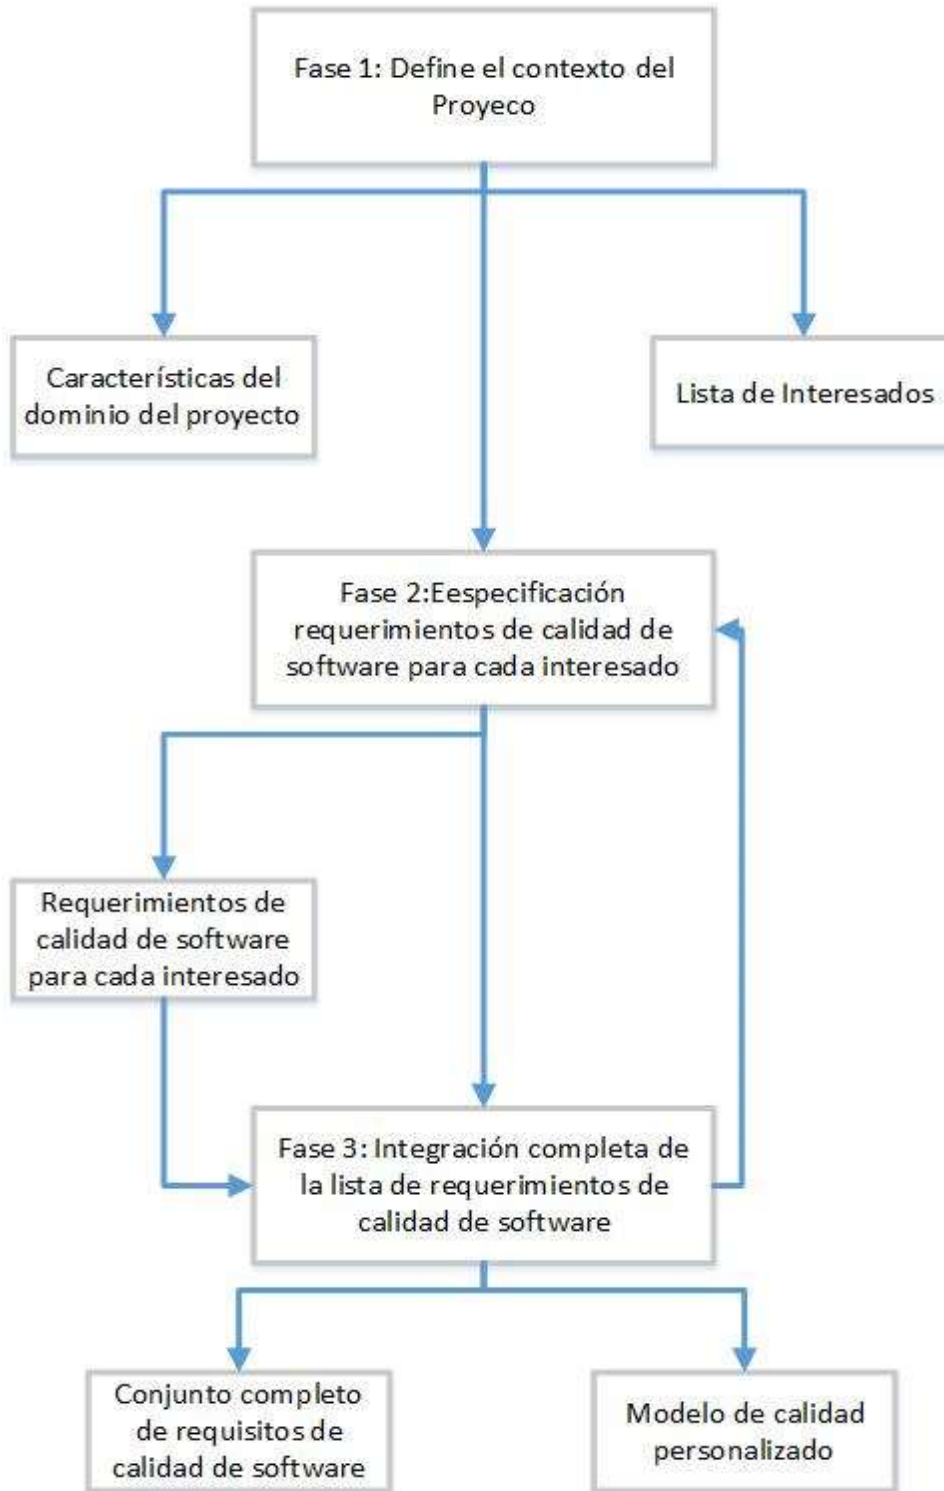 Fase 1: Define el contexto del
Proyeco
Característicias del
dominio del proyecto
Lista de Interesados
Fase 2:Eespecificación
requerimientos de calidad de
software para cada interesado
Requerimientos de
calidad de software
para cada interesado
Fase 3: Integración completa de
la lista de requerimientos de
calidad de software
Conjunto completo
de requisitos de
calidad de software
Modelo de calidad
personalizado